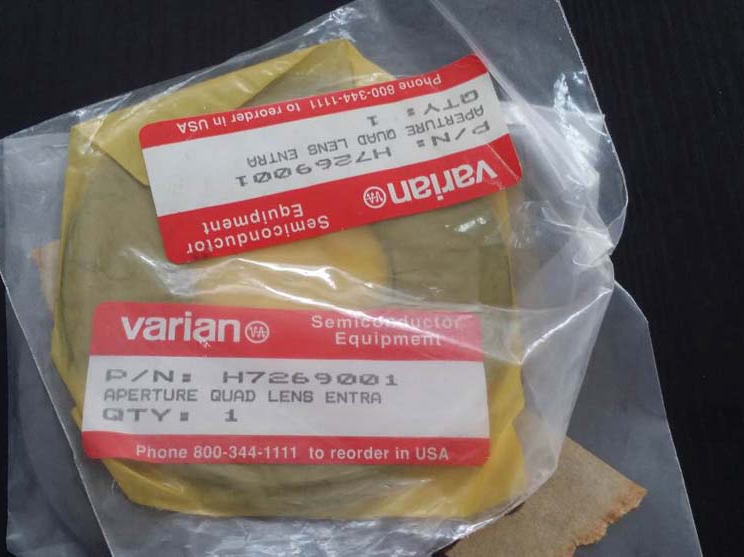 Phone 800-344-1111 to reorder in USA
QTY: 1
APERTURE QUAD LENS ENTRA
P/N: H7269001
varian
Semiconductor
Equipment
varian VA
Semiconductor
Equipment
P/N: H7269001
APERTURE QUAD LENS ENTRA
QTY: 1
Phone 800-344-1111 to reorder in USA